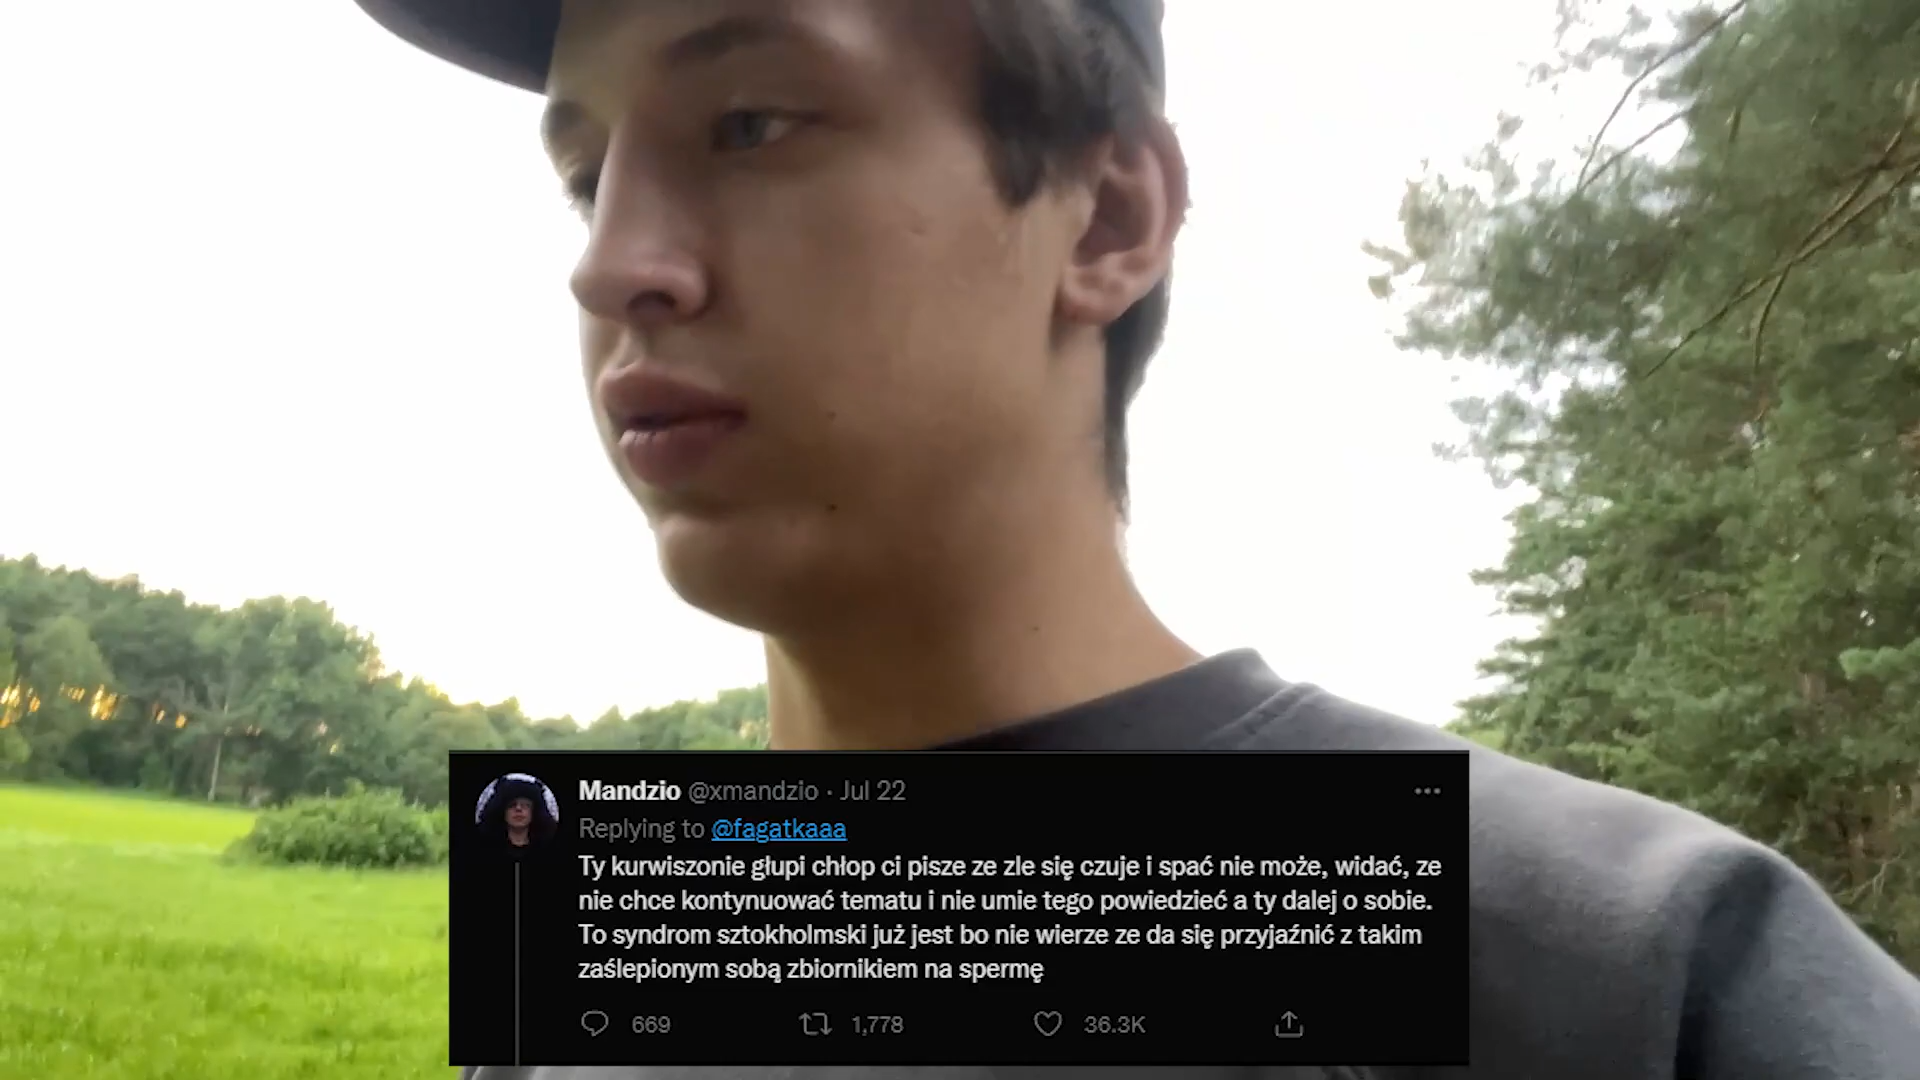 Mandzio @xmandzio · Jul 22
Replying to @fagatkaaa
Ty kurwiszonie głupi chłop ci pisze ze zle się czuje i spać nie może, widać, ze
nie chce kontynuować tematu i nie umie tego powiedzieć a ty dalej o sobie.
To syndrom sztokholmski już jest bo nie wierze ze da się przyjaźnić z takim
zaślepionym sobą zbiornikiem na spermę
669 1,778 36.3K